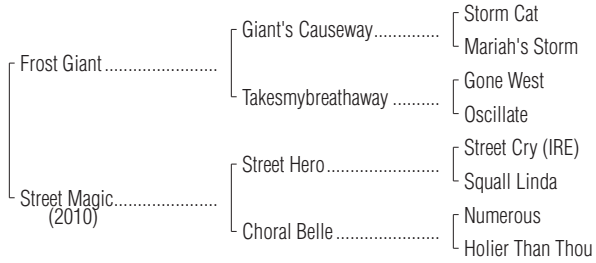 Storm Cat
Giant's Causeway..............
Mariah's Storm
Frost Giant.......................
Gone West
Takesmybreathaway ..........
Oscillate
Street Cry (IRE)
Street Hero.......................
Squall Linda
Street Magic.....................
(2010)
Numerous
Choral Belle.....................
Holier Than Thou